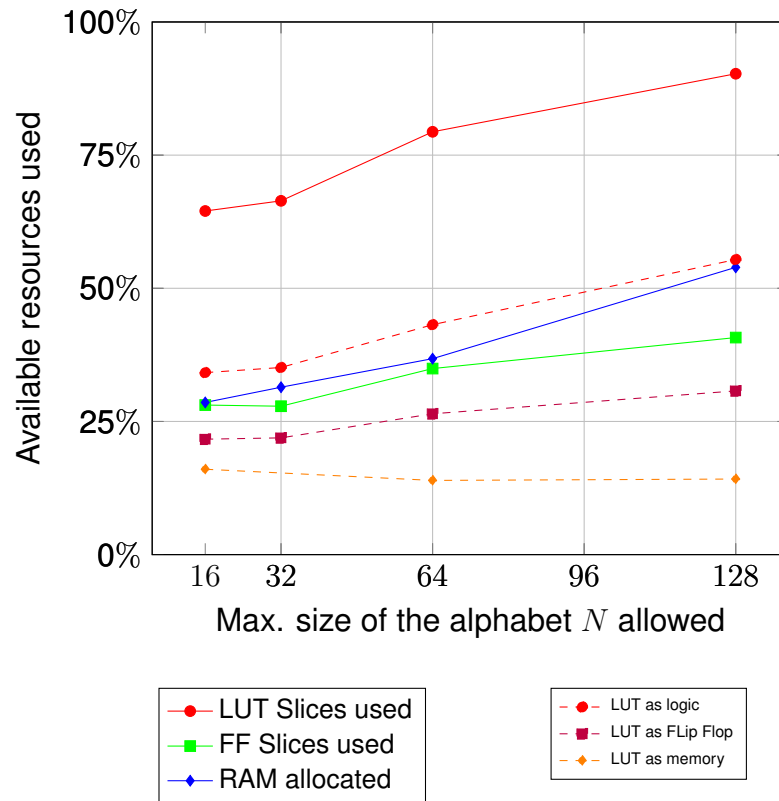 100%
75%
50%
25%
0%
Available resources used
16 32 64 96 128
Max. size of the alphabet N allowed
LUT Slices used
FF Slices used
RAM allocated
LUT as logic
LUT as FLip Flop
LUT as memory